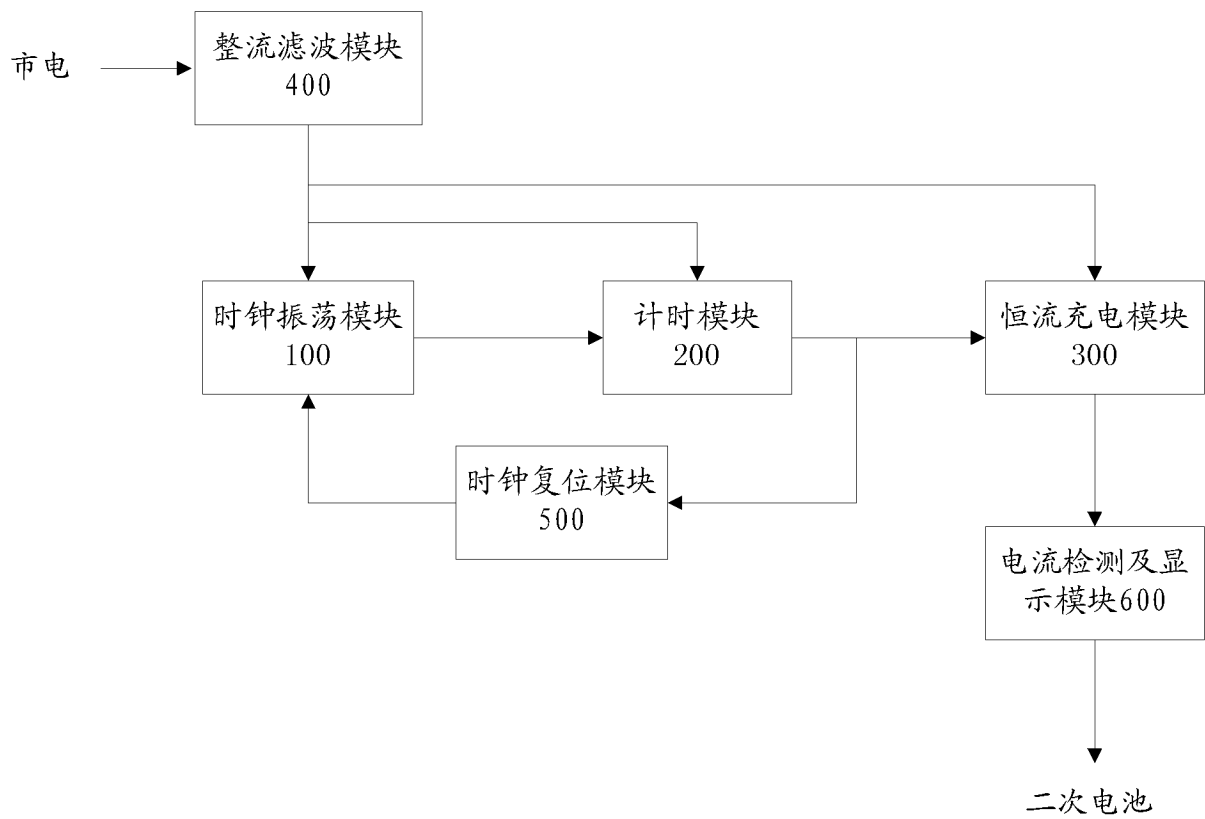 市电
整流滤波模块
400
时钟振荡模块
100
计时模块
200
恒流充电模块
300
时钟复位模块
500
电流检测及显
示模块600
二次电池